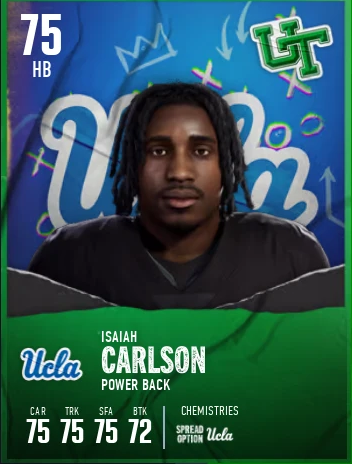 75
HB
UT
Ucla
Ucla
ISAIAH
CARLSON
POWER BACK
CAR TRK SFA BTK
75 75 75 72
CHEMISTRIES
SPREAD
OPTION
Ucla